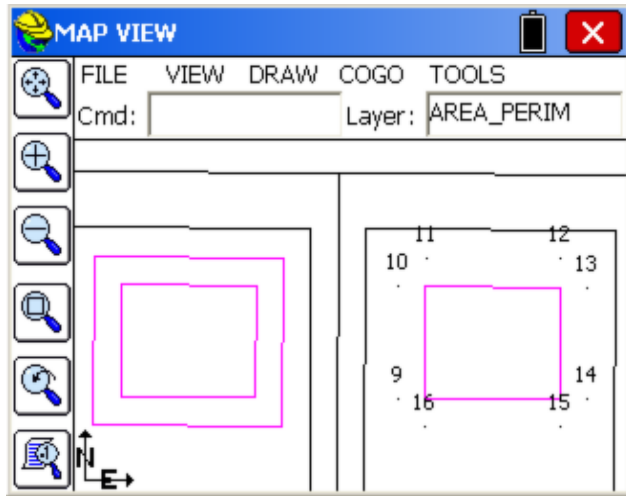 MAP VIEW
FILE VIEW DRAW COGO TOOLS
Cmd: Layer: AREA_PERIM
11 12
10 13
9 14
16 15
N
E